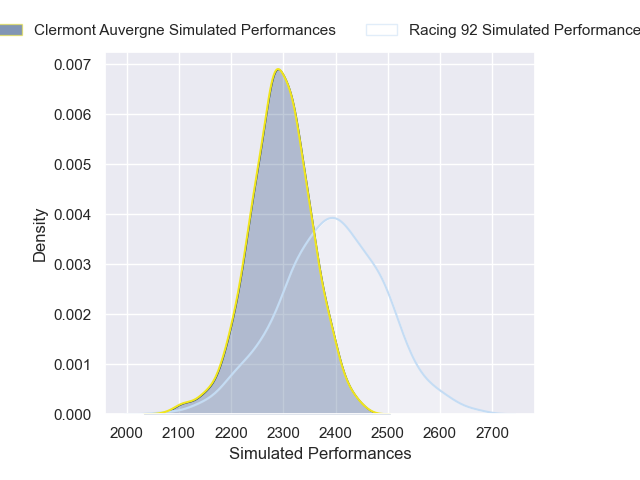 Clermont Auvergne Simulated Performances Racing 92 Simulated Performance
0.007
0.006
0.005
0.004
0.003
0.002
0.001
0.000
Density
2000 2100 2200 2300 2400 2500 2600 2700
Simulated Performances